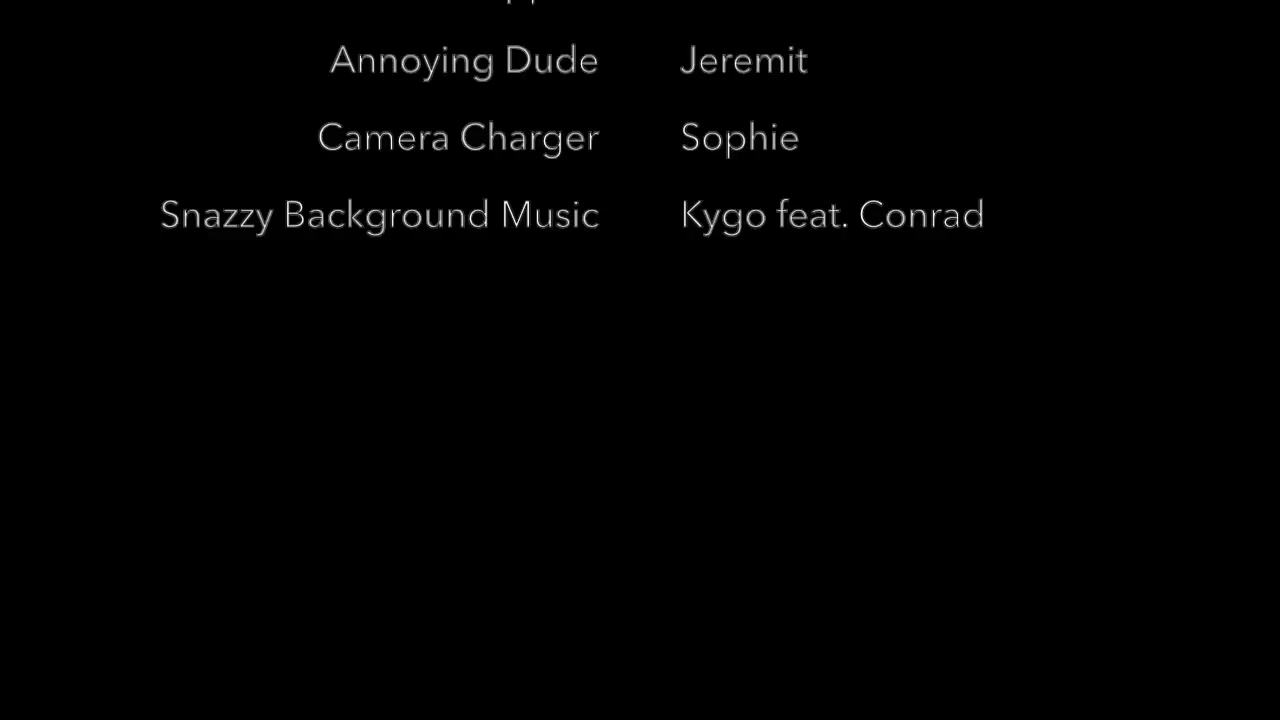 Annoying Dude Jeremit
Camera Charger Sophie
Snazzy Background Music Kygo feat. Conrad